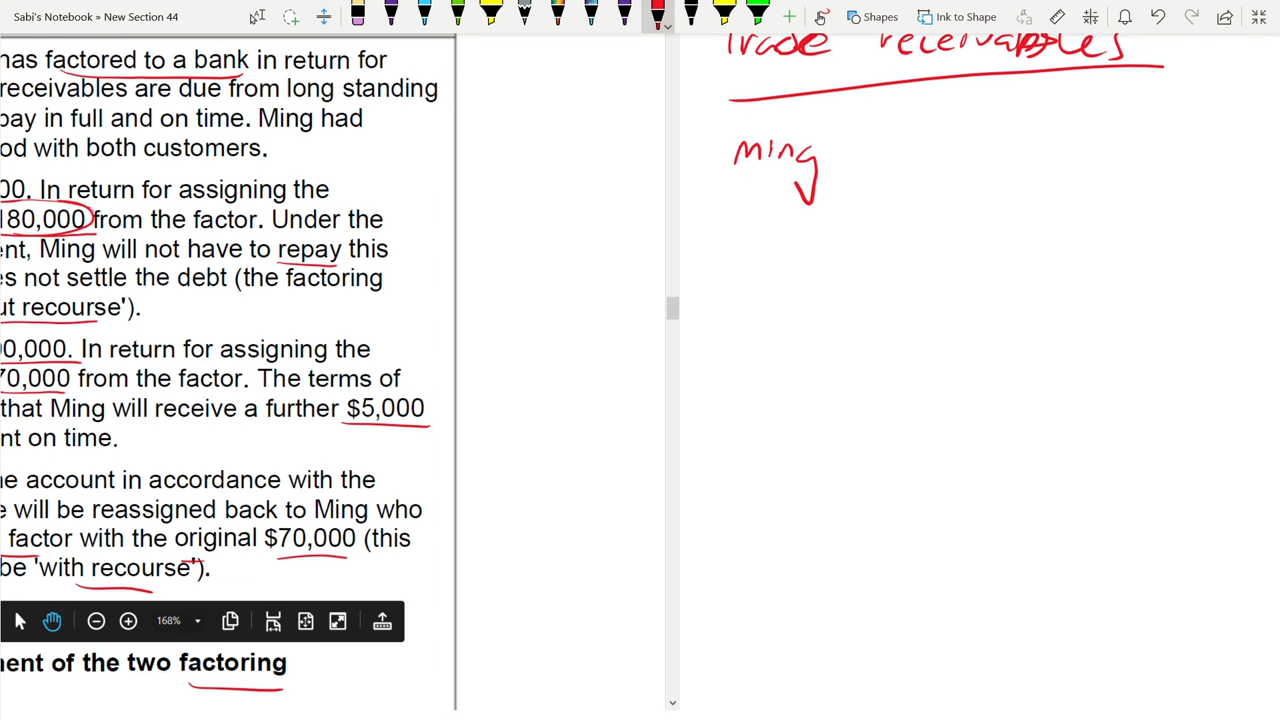 Sabi's Notebook » New Section 44
Shapes
Ink to Shape
has factored to a bank in return for
receivables are due from long standing
pay in full and on time. Ming had
od with both customers.
00. In return for assigning the
180,000 from the factor. Under the
ent, Ming will not have to repay this
es not settle the debt (the factoring
ut recourse').
00,000. In return for assigning the
70,000 from the factor. The terms of
that Ming will receive a further $5,000
nt on time.
he account in accordance with the
e will be reassigned back to Ming who
factor with the original $70,000 (this
be 'with recourse').
168%
nent of the two factoring
Trade receivables
Ming